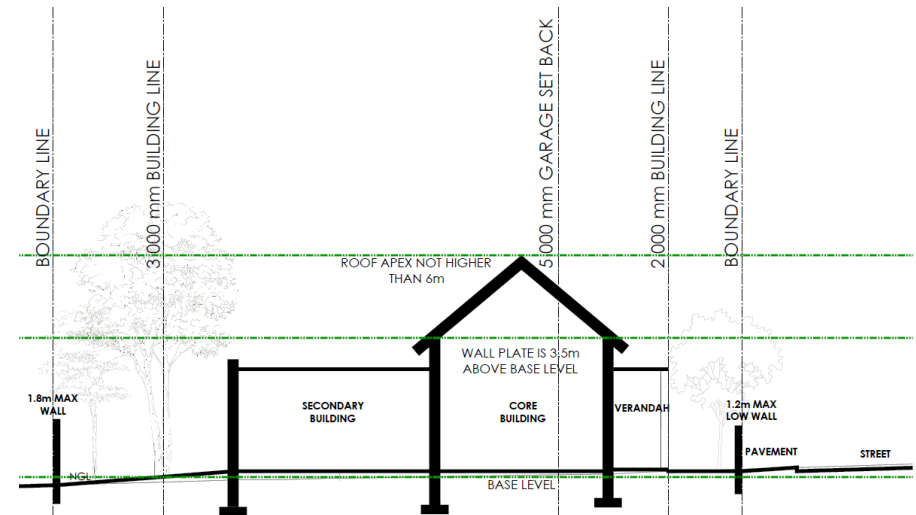 BOUNDARY LINE
3 000 mm BUILDING LINE
5 000 mm GARAGE SET BACK
2 000 mm BUILDING LINE
BOUNDARY LINE
ROOF APEX NOT HIGHER
THAN 6m
WALL PLATE IS 3.5m
ABOVE BASE LEVEL
1.8m MAX
WALL
SECONDARY
BUILDING
CORE
BUILDING
VERANDAH
1.2m MAX
LOW WALL
PAVEMENT
STREET
NGL
BASE LEVEL